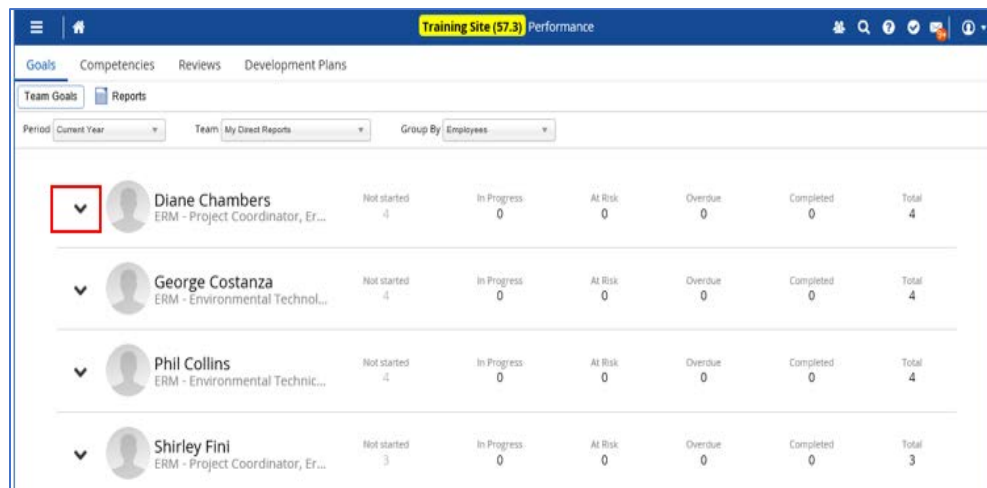 Training Site (57.3) Performance
9+
Goals Competencies Reviews Development Plans
Team Goals Reports
Period Current Year Team My Direct Reports Group By Employees
Diane Chambers Not started In Progress At Risk Overdue Completed Total
ERM - Project Coordinator, Er... 4 0 0 0 0 4
George Costanza Not started In Progress At Risk Overdue Completed Total
ERM - Environmental Technol... 4 0 0 0 0 4
Phil Collins Not started In Progress At Risk Overdue Completed Total
ERM - Environmental Technic... 4 0 0 0 0 4
Shirley Fini Not started In Progress At Risk Overdue Completed Total
ERM - Project Coordinator, Er... 3 0 0 0 0 3